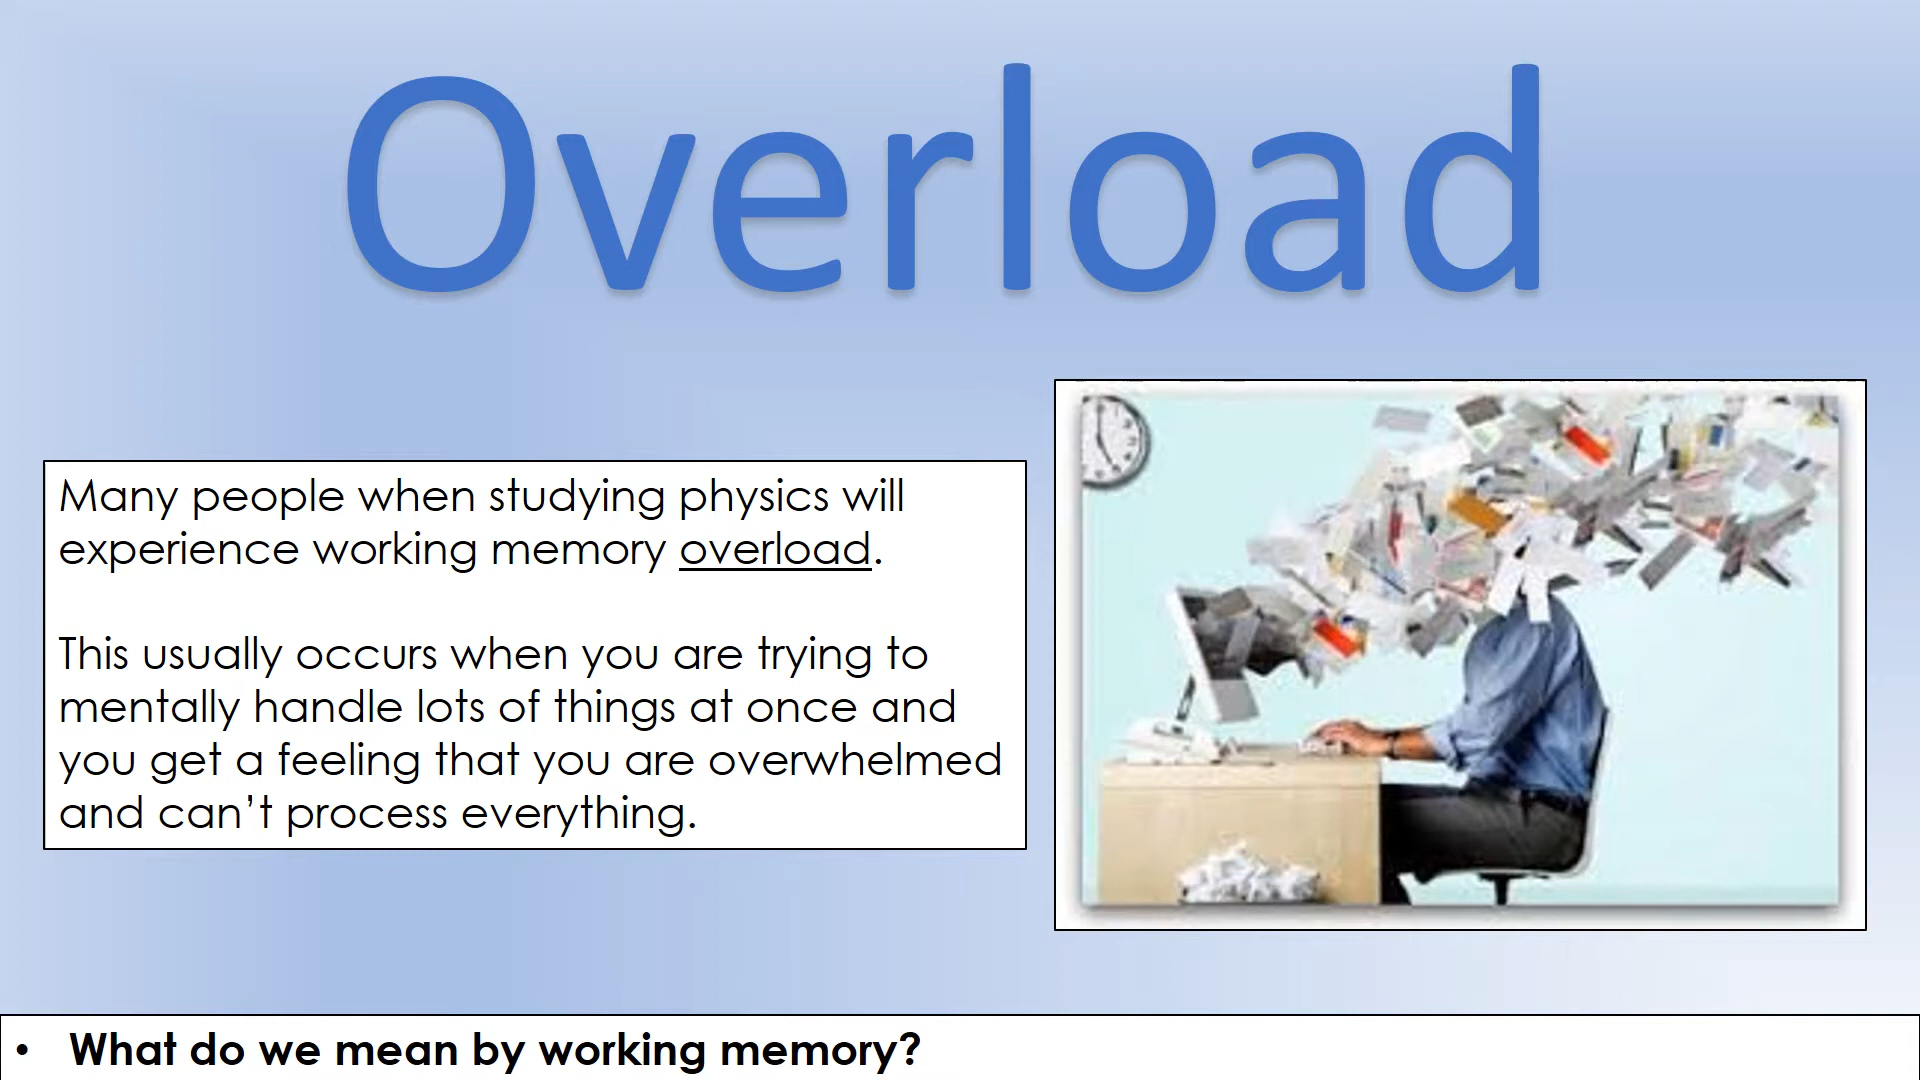 Overload
Many people when studying physics will
experience working memory overload.
This usually occurs when you are trying to
mentally handle lots of things at once and
you get a feeling that you are overwhelmed
and can’t process everything.
• What do we mean by working memory?